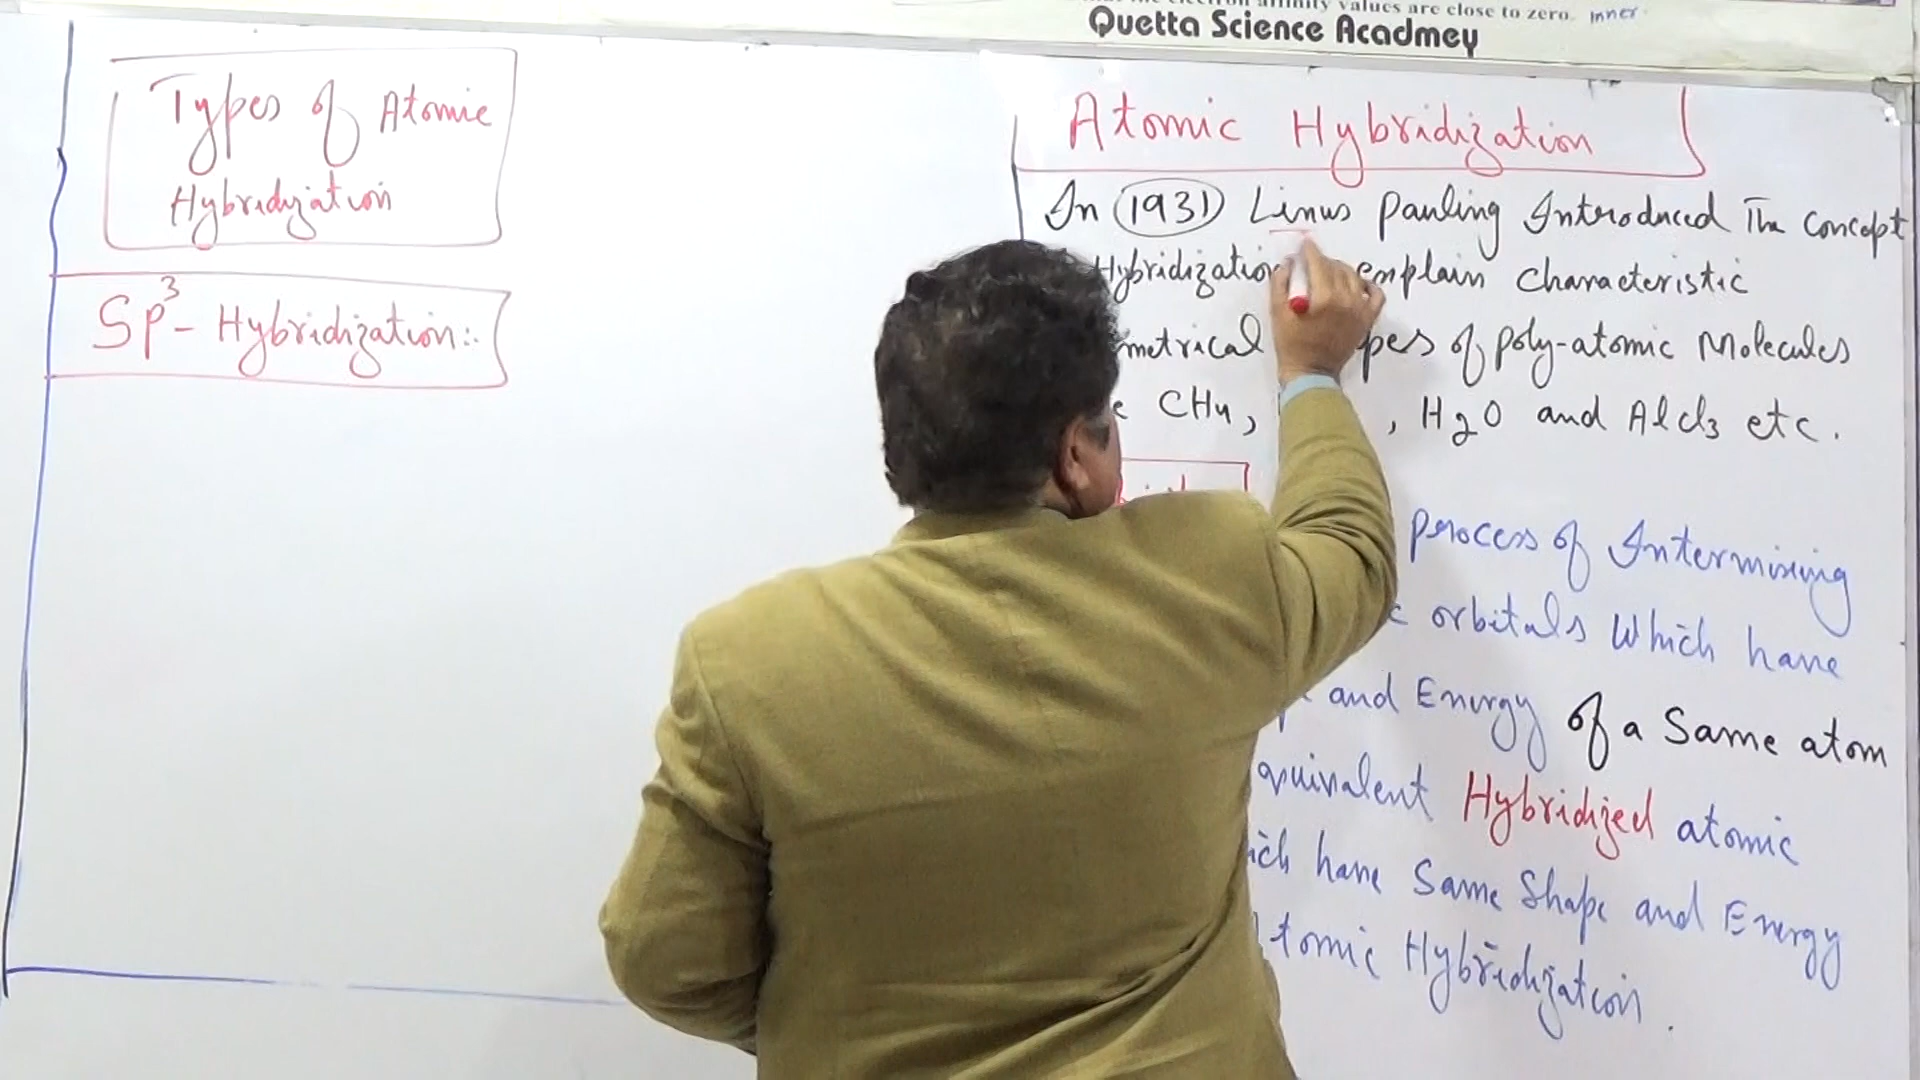 values are close to zero. Inner
Quetta Science Acadmey
Types of Atomic
Hybridization
Sp³- Hybridization:.
Atomic Hybridization
In 1931 Linus Pauling Introduced The Concept
Hybridization explain Characteristic
metrical pes of poly-atomic Molecules
CH4, , H2O and AlCl3 etc.
process of Intermixing
orbitals Which have
and Energy of a Same atom
quivalent Hybridized atomic
ich have Same Shape and Energy
tomic Hybridization.